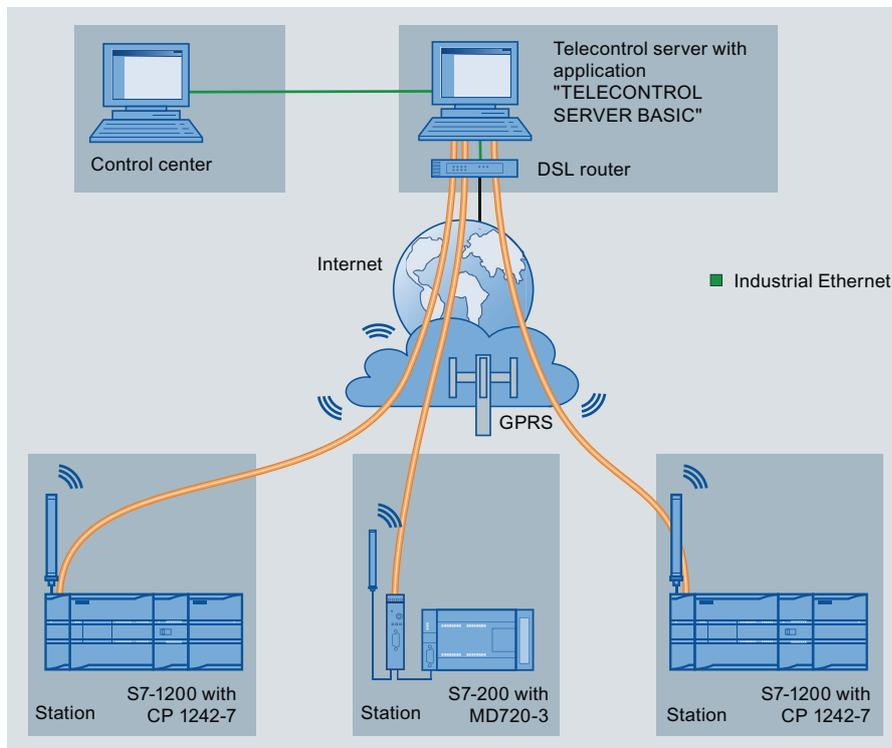 Telecontrol server with
application
"TELECONTROL
SERVER BASIC"
Control center
DSL router
Internet
Industrial Ethernet
GPRS
Station
S7-1200 with
CP 1242-7
Station
S7-200 with
MD720-3
Station
S7-1200 with
CP 1242-7